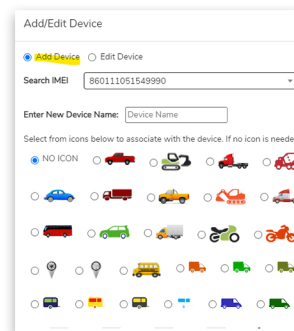 Add/Edit Device
Add Device Edit Device
Search IMEI 860111051549990
Enter New Device Name: Device Name
Select from icons below to associate with the device. If no icon is neede
NO ICON